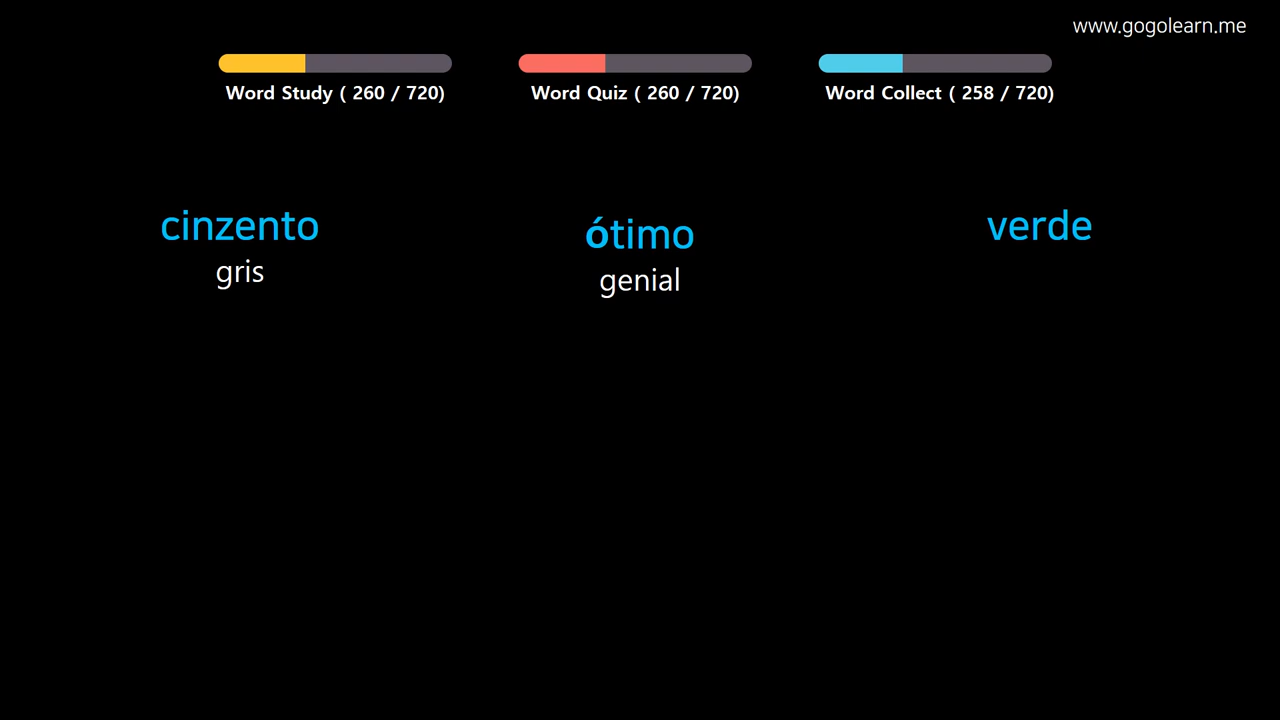 www.gogolearn.me
Word Study ( 260 / 720)
Word Quiz ( 260 / 720)
Word Collect ( 258 / 720)
cinzento
gris
ótimo
genial
verde